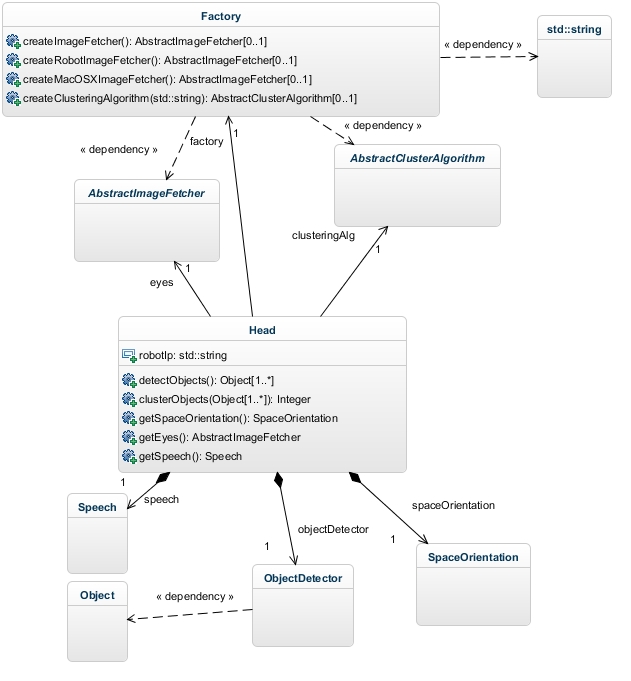 Factory
createImageFetcher(): AbstractImageFetcher[0..1]
createRobotImageFetcher(): AbstractImageFetcher[0..1]
createMacOSXImageFetcher(): AbstractImageFetcher[0..1]
createClusteringAlgorithm(std::string): AbstractClusterAlgorithm[0..1]
« dependency »
std::string
« dependency »
factory
1
« dependency »
AbstractImageFetcher
AbstractClusterAlgorithm
eyes
1
clusteringAlg
1
Head
robotIp: std::string
detectObjects(): Object[1..*]
clusterObjects(Object[1..*]): Integer
getSpaceOrientation(): SpaceOrientation
getEyes(): AbstractImageFetcher
getSpeech(): Speech
1
speech
Speech
objectDetector
1
spaceOrientation
1
SpaceOrientation
ObjectDetector
« dependency »
Object